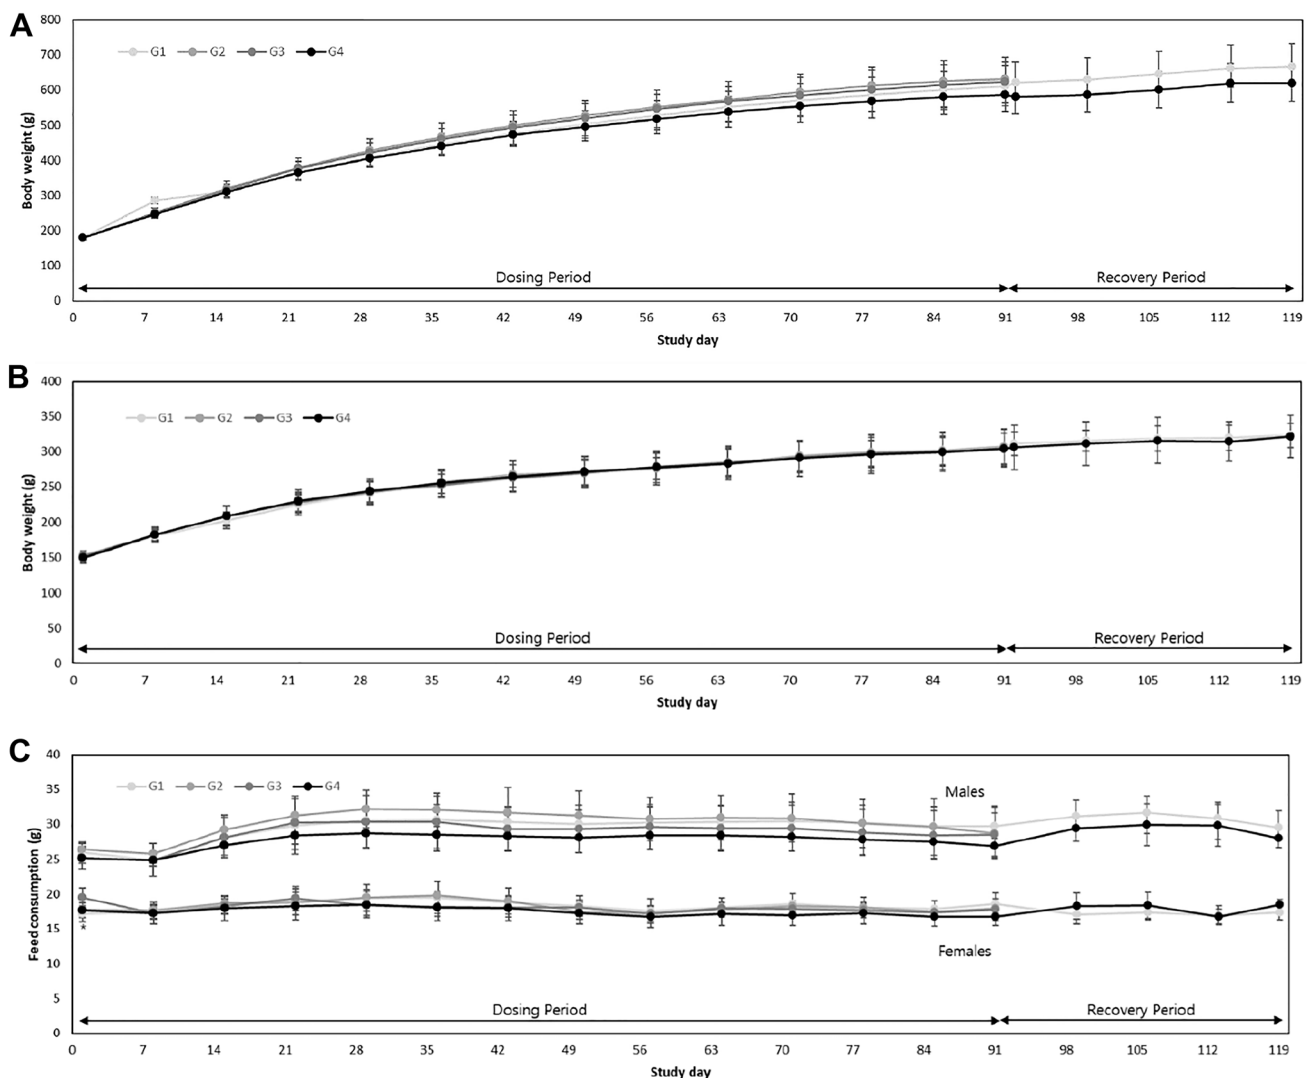 A
800
700
600
500
400
300
200
100
0
Body weight (g)
G1 G2 G3 G4
Dosing Period Recovery Period
0 7 14 21 28 35 42 49 56 63 70 77 84 91 98 105 112 119
Study day
B
400
350
300
250
200
150
100
50
0
Body weight (g)
G1 G2 G3 G4
Dosing Period Recovery Period
0 7 14 21 28 35 42 49 56 63 70 77 84 91 98 105 112 119
Study day
C
40
35
30
25
20
15
10
5
0
Feed consumption (g)
G1 G2 G3 G4
Males
*
Females
Dosing Period Recovery Period
0 7 14 21 28 35 42 49 56 63 70 77 84 91 98 105 112 119
Study day